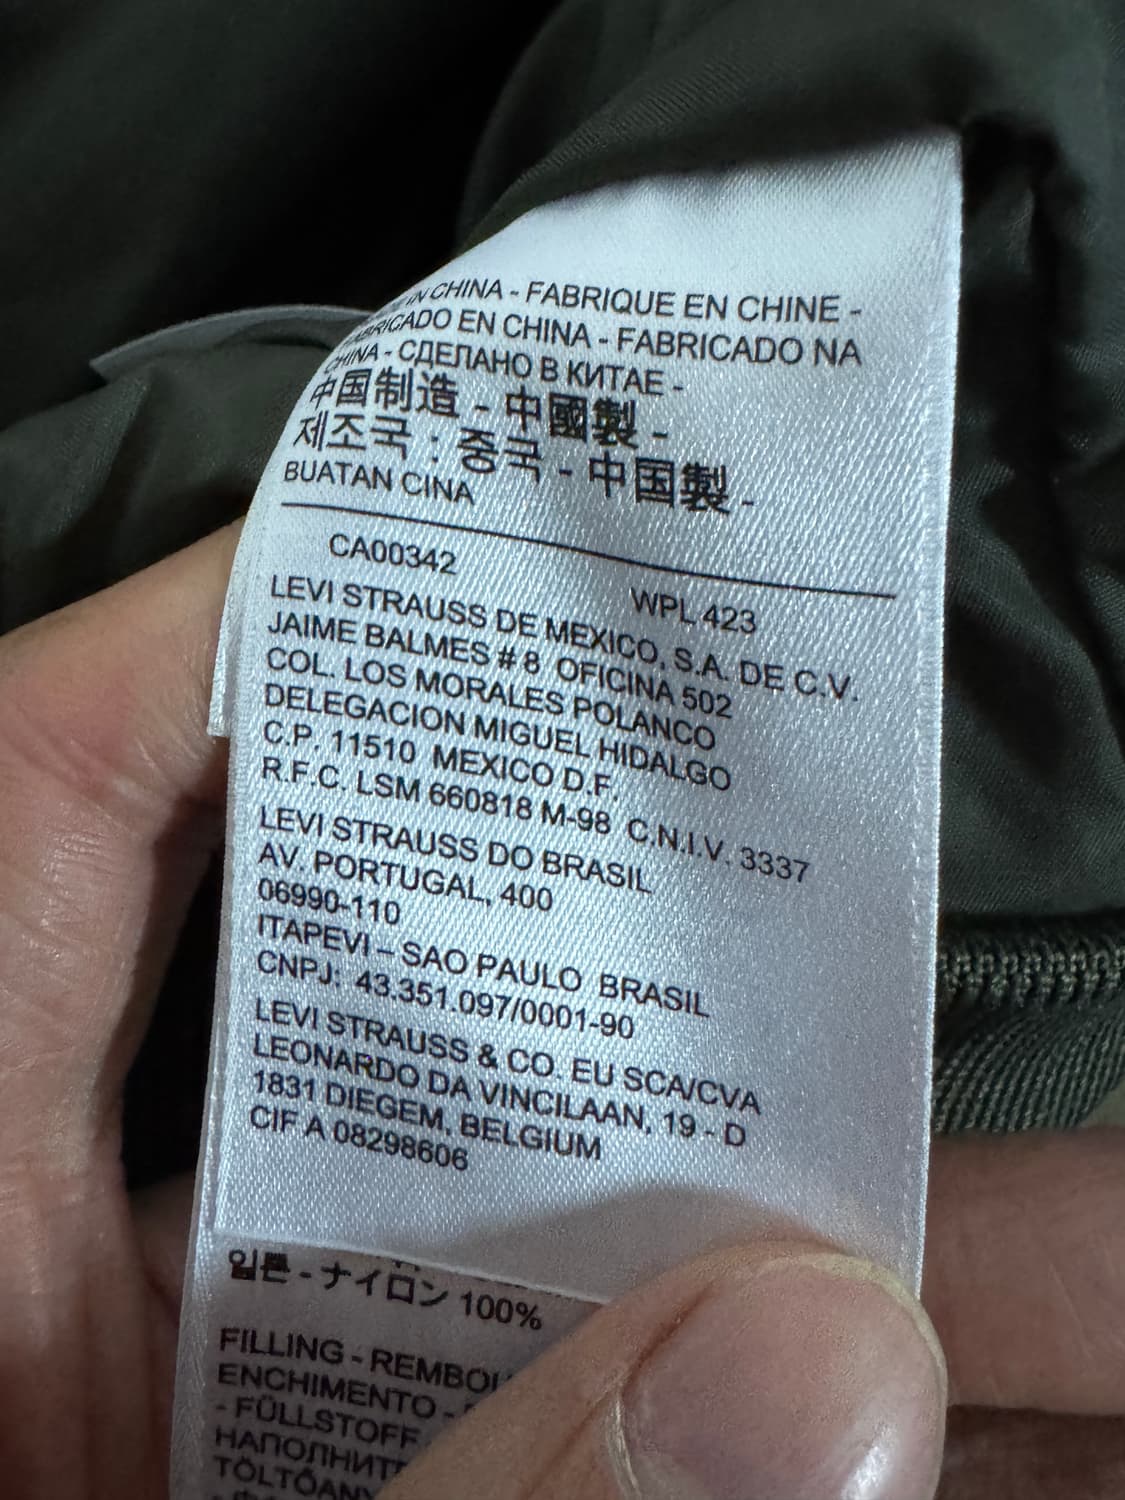 IN CHINA - FABRIQUE EN CHINE -
FABRICADO EN CHINA - FABRICADO NA
CHINA - СДЕЛАНО В КИТАЕ -
中国制造 - 中國製 -
제조국 : 중국 - 中国製 -
BUATAN CINA
CA00342 WPL 423
LEVI STRAUSS DE MEXICO, S.A. DE C.V.
JAIME BALMES # 8 OFICINA 502
COL. LOS MORALES POLANCO
DELEGACION MIGUEL HIDALGO
C.P. 11510 MEXICO D.F.
R.F.C. LSM 660818 M-98 C.N.I.V. 3337
LEVI STRAUSS DO BRASIL
AV. PORTUGAL, 400
06990-110
ITAPEVI – SAO PAULO BRASIL
CNPJ: 43.351.097/0001-90
LEVI STRAUSS & CO. EU SCA/CVA
LEONARDO DA VINCILAAN, 19 - D
1831 DIEGEM, BELGIUM
CIF A 08298606
- ナイロン 100%
FILLING -
ENCHIMENTO -
- FÜLLSTOFF